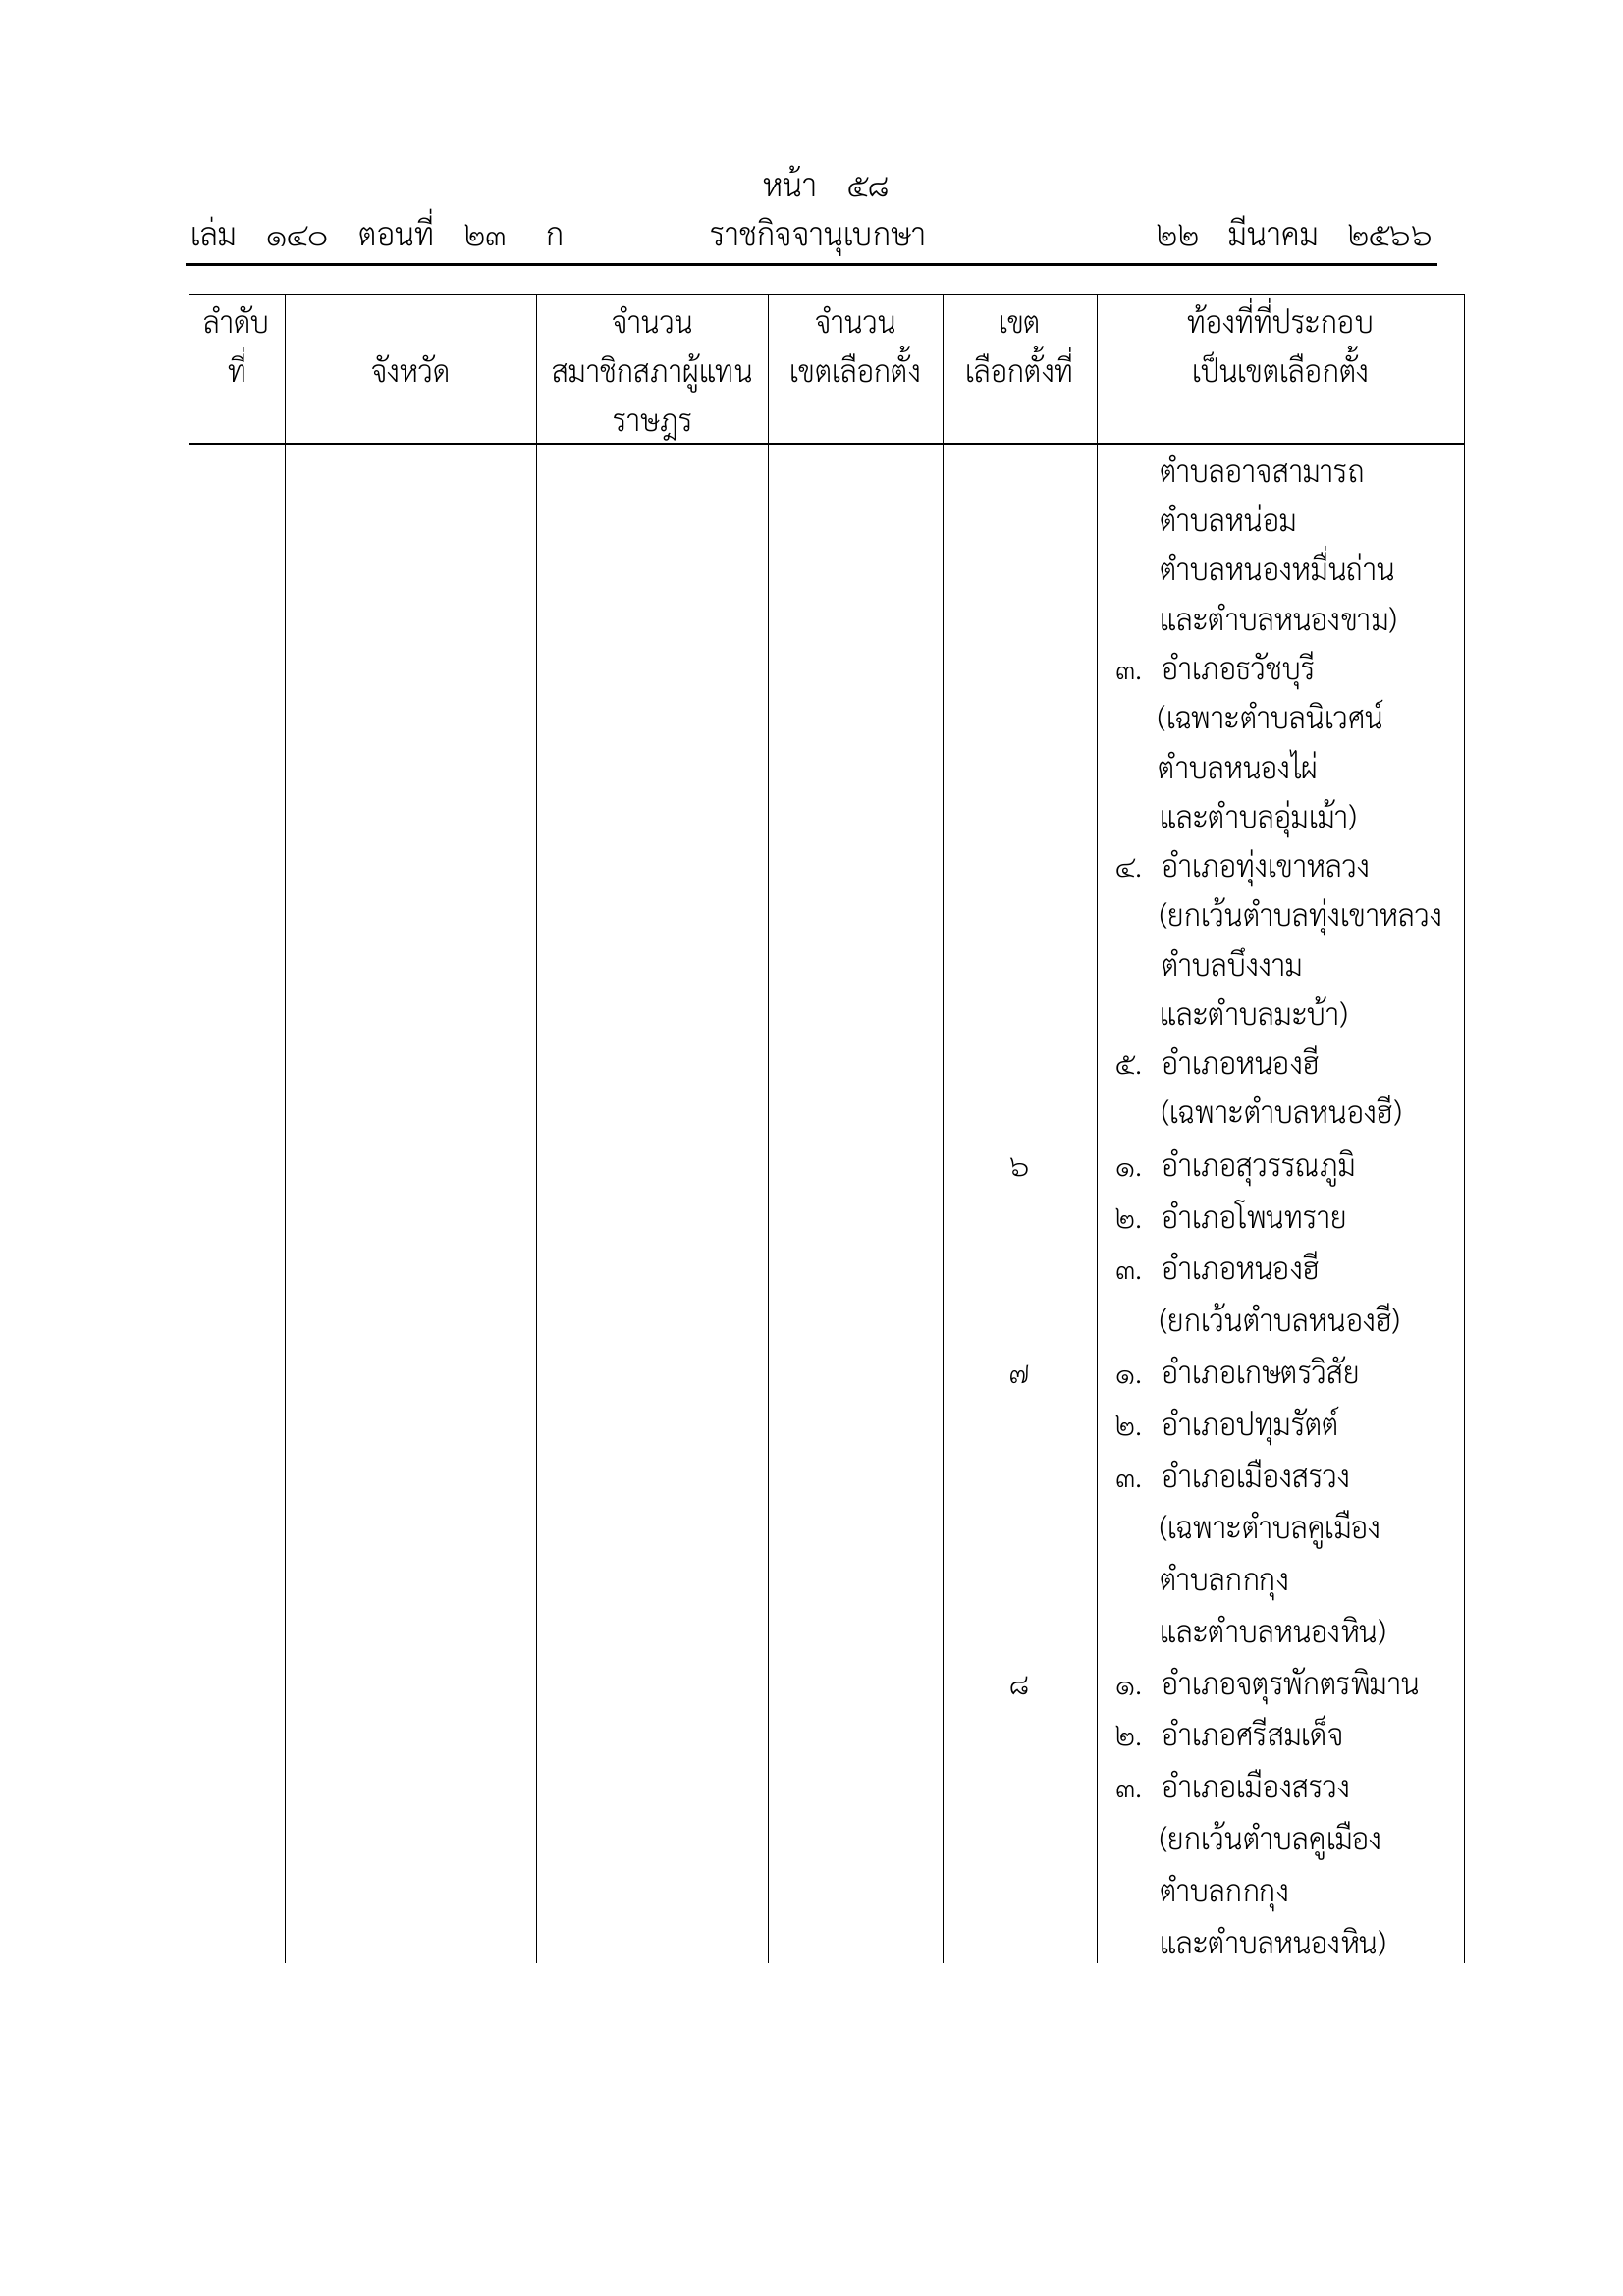 หน้า ๕๘
เล่ม ๑๔๐ ตอนที่ ๒๓ ก ราชกิจจานุเบกษา ๒๒ มีนาคม ๒๕๖๖
ลำดับ จำนวน จำนวน เขต ท้องที่ที่ประกอบ
ที่ จังหวัด สมาชิกสภาผู้แทน เขตเลือกตั้ง เลือกตั้งที่ เป็นเขตเลือกตั้ง
ราษฎร
ตำบลอาจสามารถ
ตำบลหน่อม
ตำบลหนองหมื่นถ่าน
และตำบลหนองขาม)
๓. อำเภอธวัชบุรี
(เฉพาะตำบลนิเวศน์
ตำบลหนองไผ่
และตำบลอุ่มเม้า)
๔. อำเภอทุ่งเขาหลวง
(ยกเว้นตำบลทุ่งเขาหลวง
ตำบลบึงงาม
และตำบลมะบ้า)
๕. อำเภอหนองฮี
(เฉพาะตำบลหนองฮี)
๖ ๑. อำเภอสุวรรณภูมิ
๒. อำเภอโพนทราย
๓. อำเภอหนองฮี
(ยกเว้นตำบลหนองฮี)
๗ ๑. อำเภอเกษตรวิสัย
๒. อำเภอปทุมรัตต์
๓. อำเภอเมืองสรวง
(เฉพาะตำบลคูเมือง
ตำบลกกกุง
และตำบลหนองหิน)
๘ ๑. อำเภอจตุรพักตรพิมาน
๒. อำเภอศรีสมเด็จ
๓. อำเภอเมืองสรวง
(ยกเว้นตำบลคูเมือง
ตำบลกกกุง
และตำบลหนองหิน)